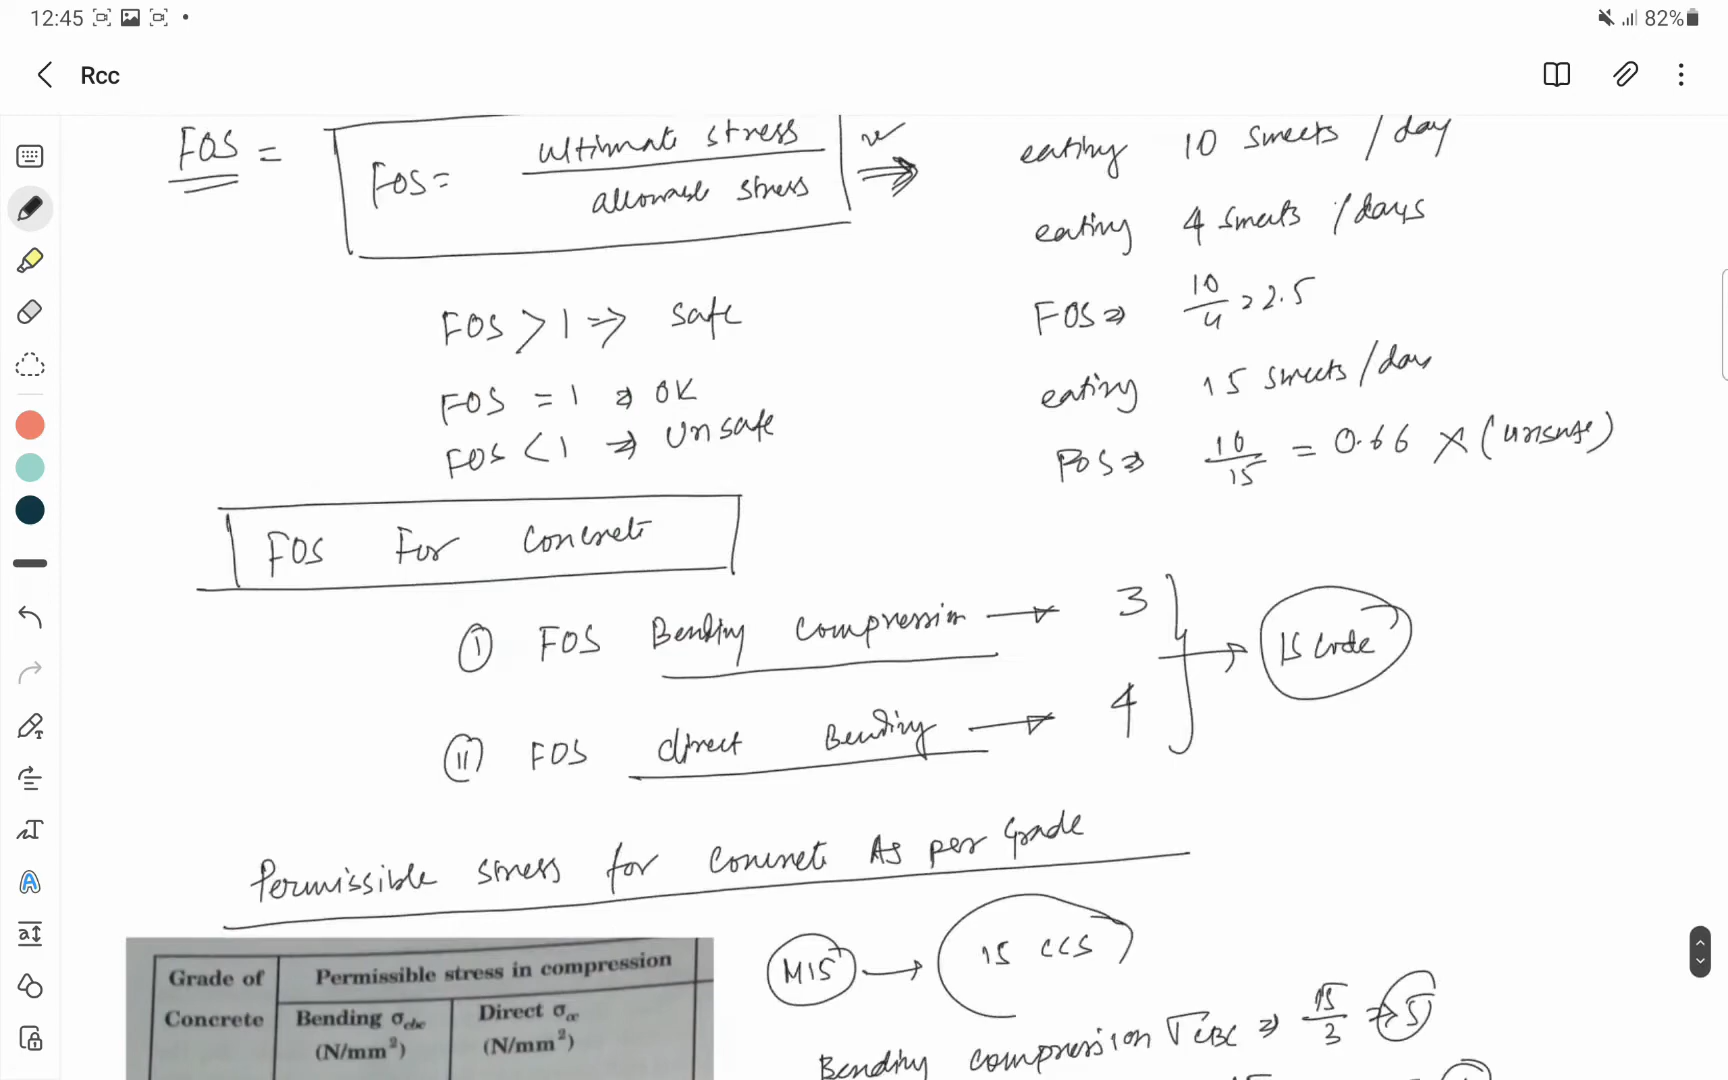 12:45
82%
Rcc
FOS =
FOS = ultimate stress
allowable stress
FOS > 1 ⇒ safe
FOS = 1 ⇒ OK
FOS < 1 ⇒ Unsafe
eating 10 sweets / day
eating 4 sweets / days
FOS ⇒ 10/4 = 2.5
eating 15 sweets / day
FOS ⇒ 10/15 = 0.66 × (unsafe)
FOS For Concrete
I FOS Bending compression → 3
II FOS direct Bending → 4
IS code
Permissible stress for concrete As per Grade
Grade of Concrete
Permissible stress in compression
Bending σcbc (N/mm²)
Direct σcc (N/mm²)
M15 → 15 CCS
Bending compression σCBC ⇒ 15/3 ⇒ 5